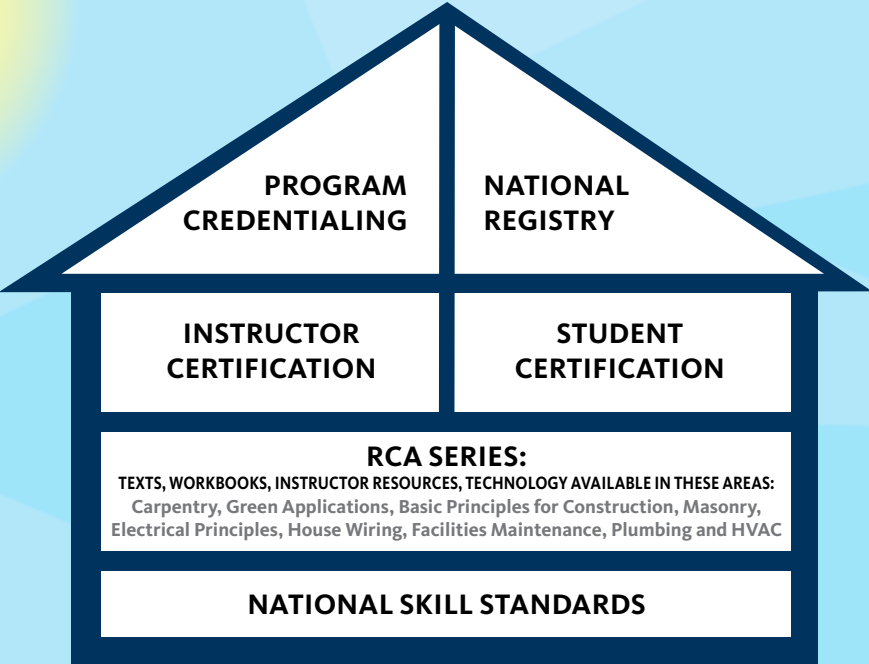 PROGRAM
CREDENTIALING
NATIONAL
REGISTRY
INSTRUCTOR
CERTIFICATION
STUDENT
CERTIFICATION
RCA SERIES:
TEXTS, WORKBOOKS, INSTRUCTOR RESOURCES, TECHNOLOGY AVAILABLE IN THESE AREAS:
Carpentry, Green Applications, Basic Principles for Construction, Masonry,
Electrical Principles, House Wiring, Facilities Maintenance, Plumbing and HVAC
NATIONAL SKILL STANDARDS